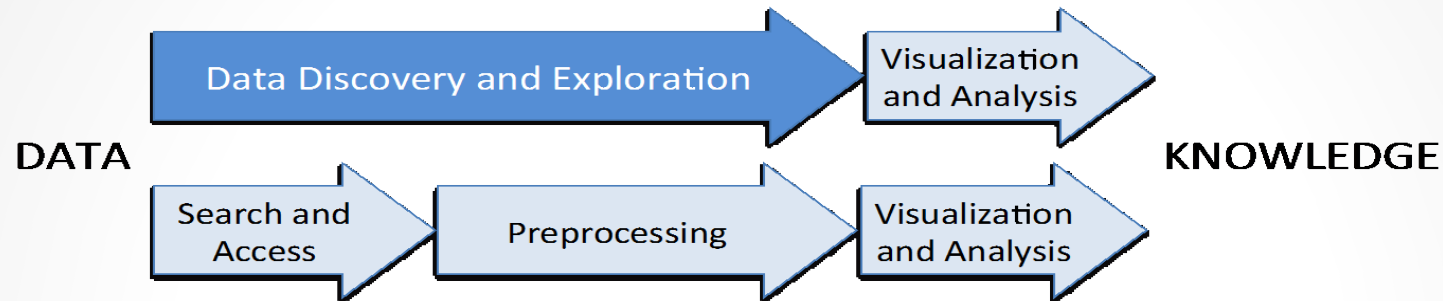 Data Discovery and Exploration
Visualization
and Analysis
DATA
KNOWLEDGE
Search and
Access
Preprocessing
Visualization
and Analysis